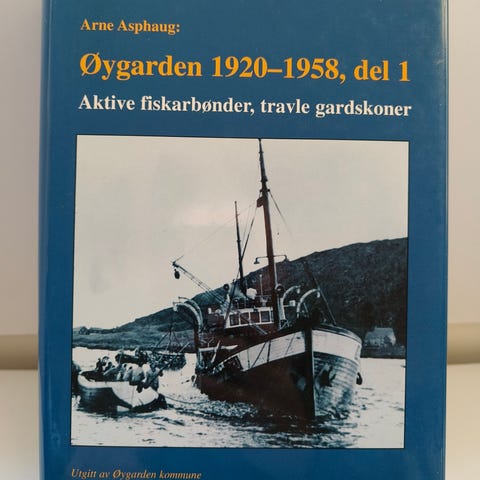 Arne Asphaug:
Øygarden 1920–1958, del 1
Aktive fiskarbønder, travle gardskoner
Utgitt av Øygarden kommune